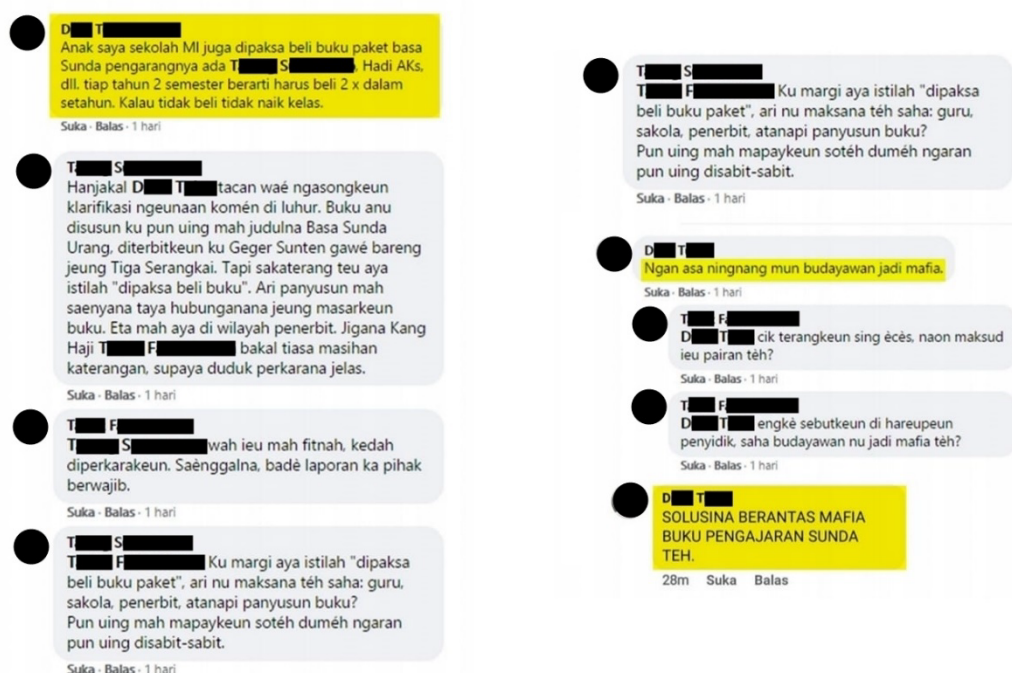 D T
Anak saya sekolah MI juga dipaksa beli buku paket basa
Sunda pengarangnya ada T S , Hadi AKs,
dll. tiap tahun 2 semester berarti harus beli 2 x dalam
setahun. Kalau tidak beli tidak naik kelas.
Suka · Balas · 1 hari
T S
Hanjakal D T tacan waé ngasongkeun
klarifikasi ngeunaan komén di luhur. Buku anu
disusun ku pun uing mah judulna Basa Sunda
Urang, diterbitkeun ku Geger Sunten gawé bareng
jeung Tiga Serangkai. Tapi sakaterang teu aya
istilah "dipaksa beli buku". Ari panyusun mah
saenyana taya hubunganana jeung masarkeun
buku. Eta mah aya di wilayah penerbit. Jigana Kang
Haji T F bakal tiasa masihan
katerangan, supaya duduk perkarana jelas.
Suka · Balas · 1 hari
T F
T S wah ieu mah fitnah, kedah
diperkarakeun. Saènggalna, badè laporan ka pihak
berwajib.
Suka · Balas · 1 hari
T S
T F Ku margi aya istilah "dipaksa
beli buku paket", ari nu maksana téh saha: guru,
sakola, penerbit, atanapi panyusun buku?
Pun uing mah mapaykeun sotéh duméh ngaran
pun uing disabit-sabit.
Suka · Balas · 1 hari
T S
T F Ku margi aya istilah "dipaksa
beli buku paket", ari nu maksana téh saha: guru,
sakola, penerbit, atanapi panyusun buku?
Pun uing mah mapaykeun sotéh duméh ngaran
pun uing disabit-sabit.
Suka · Balas · 1 hari
D T
Ngan asa ningnang mun budayawan jadi mafia.
Suka · Balas · 1 hari
T F
D T cik terangkeun sing ècès, naon maksud
ieu pairan tèh?
Suka · Balas · 1 hari
T F
D T engkè sebutkeun di hareupeun
penyidik, saha budayawan nu jadi mafia tèh?
Suka · Balas · 1 hari
D T
SOLUSINA BERANTAS MAFIA
BUKU PENGAJARAN SUNDA
TEH.
28m Suka Balas